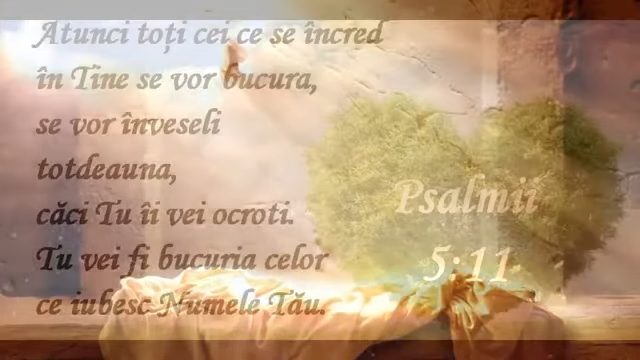 Atunci toți cei ce se încred
în Tine se vor bucura,
se vor înveseli
totdeauna,
căci Tu îi vei ocroti.
Tu vei fi bucuria celor
ce iubesc Numele Tău.
Psalmii
5:11